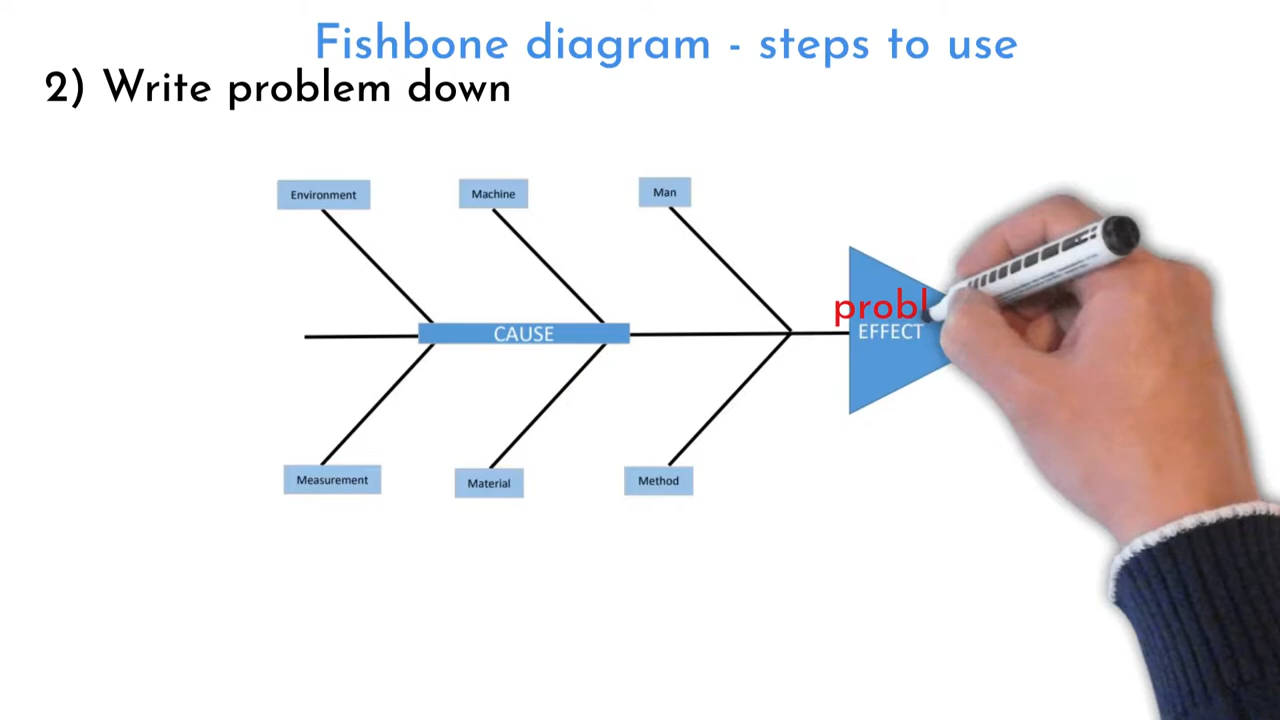 Fishbone diagram - steps to use
2) Write problem down
Environment
Machine
Man
probl
CAUSE
EFFECT
Measurement
Material
Method